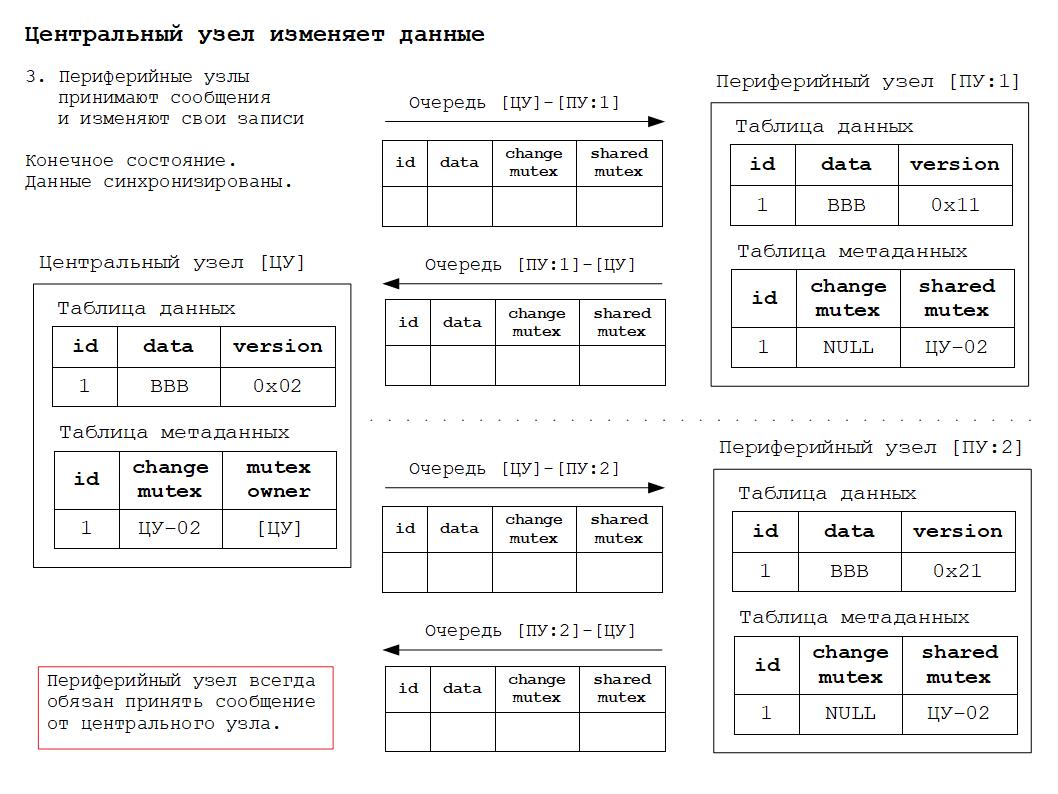 Центральный узел изменяет данные
3. Периферийные узлы
принимают сообщения
и изменяют свои записи
Конечное состояние.
Данные синхронизированы.
Центральный узел [ЦУ]
Таблица данных
id data version
1 BBB 0x02
Таблица метаданных
id change mutex
mutex owner
1 ЦУ-02 [ЦУ]
Периферийный узел всегда
обязан принять сообщение
от центрального узла.
Очередь [ЦУ]-[ПУ:1]
id data change shared
mutex mutex
Очередь [ПУ:1]-[ЦУ]
id data change shared
mutex mutex
Периферийный узел [ПУ:1]
Таблица данных
id data version
1 BBB 0x11
Таблица метаданных
id change shared
mutex mutex
1 NULL ЦУ-02
Очередь [ЦУ]-[ПУ:2]
id data change shared
mutex mutex
Очередь [ПУ:2]-[ЦУ]
id data change shared
mutex mutex
Периферийный узел [ПУ:2]
Таблица данных
id data version
1 BBB 0x21
Таблица метаданных
id change shared
mutex mutex
1 NULL ЦУ-02